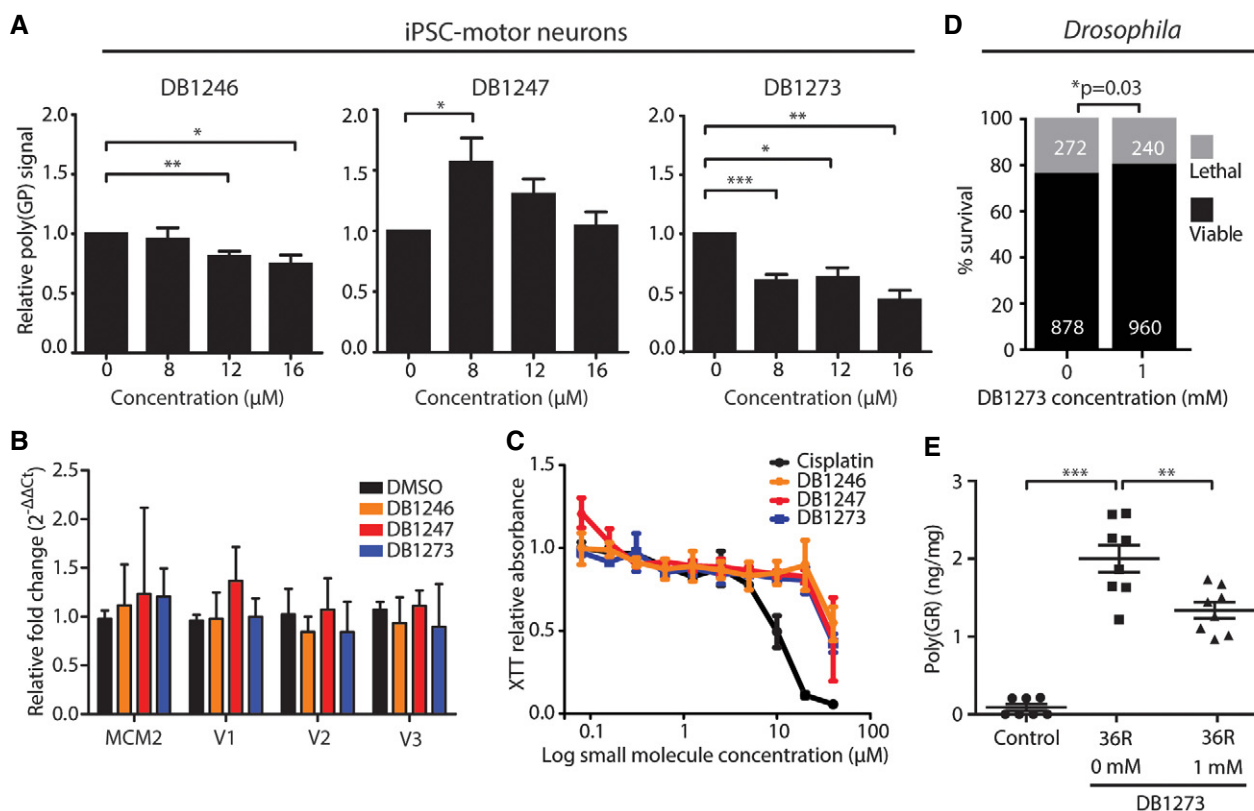 A
iPSC-motor neurons
DB1246
Relative poly(GP) signal
2.0
1.5
1.0
0.5
0.0
*
**
0 8 12 16
Concentration (μM)
DB1247
2.0
1.5
1.0
0.5
0
*
0 8 12 16
Concentration (μM)
DB1273
2.0
1.5
1.0
0.5
0
**
*
***
0 8 12 16
Concentration (μM)
D
Drosophila
*p=0.03
% survival
100
80
60
40
20
0
272 240
878 960
Lethal
Viable
0 1
DB1273 concentration (mM)
B
Relative fold change (2^-ΔΔCt)
2.5
2.0
1.5
1.0
0.5
0.0
DMSO
DB1246
DB1247
DB1273
MCM2 V1 V2 V3
C
XTT relative absorbance
1.5
1.0
0.5
0.0
Cisplatin
DB1246
DB1247
DB1273
0.1 1 10 100
Log small molecule concentration (μM)
E
Poly(GR) (ng/mg)
3
2
1
0
*** **
Control 36R 36R
0 mM 1 mM
DB1273